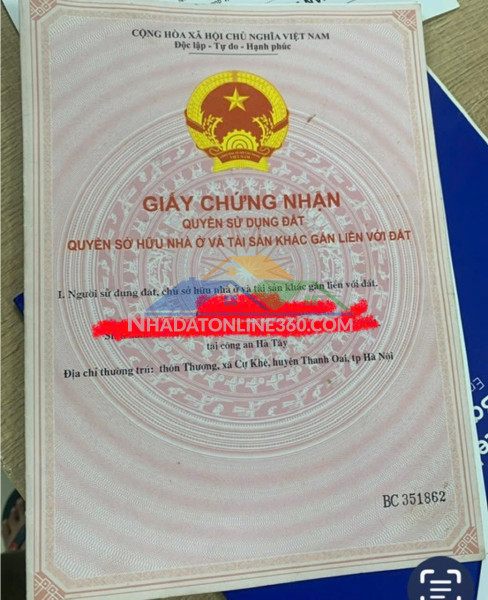 CỘNG HÒA XÃ HỘI CHỦ NGHĨA VIỆT NAM
Độc lập - Tự do - Hạnh phúc
VIỆT NAM
GIẤY CHỨNG NHẬN
QUYỀN SỬ DỤNG ĐẤT
QUYỀN SỞ HỮU NHÀ Ở VÀ TÀI SẢN KHÁC GẮN LIỀN VỚI ĐẤT
I. Người sử dụng đất, chủ sở hữu nhà ở và tài sản khác gắn liền với đất.
NHADATONLINE360.COM
tại công an Hà Tây
Địa chỉ thường trú: thôn Thượng, xã Cự Khê, huyện Thanh Oai, tp Hà Nội
BC 351862